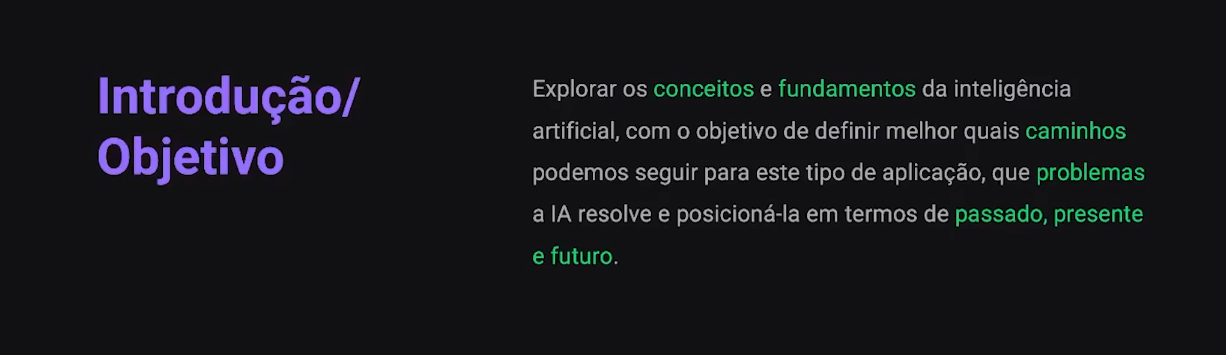 Introdução/
Objetivo
Explorar os conceitos e fundamentos da inteligência
artificial, com o objetivo de definir melhor quais caminhos
podemos seguir para este tipo de aplicação, que problemas
a IA resolve e posicioná-la em termos de passado, presente
e futuro.